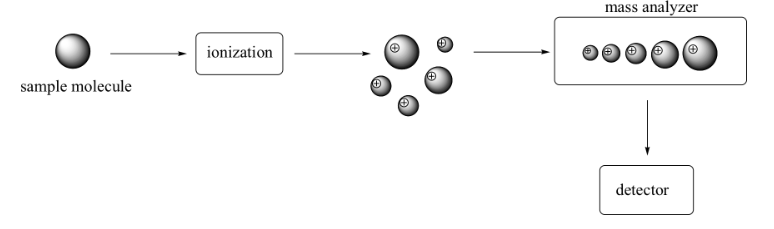 mass analyzer
ionization
sample molecule
detector